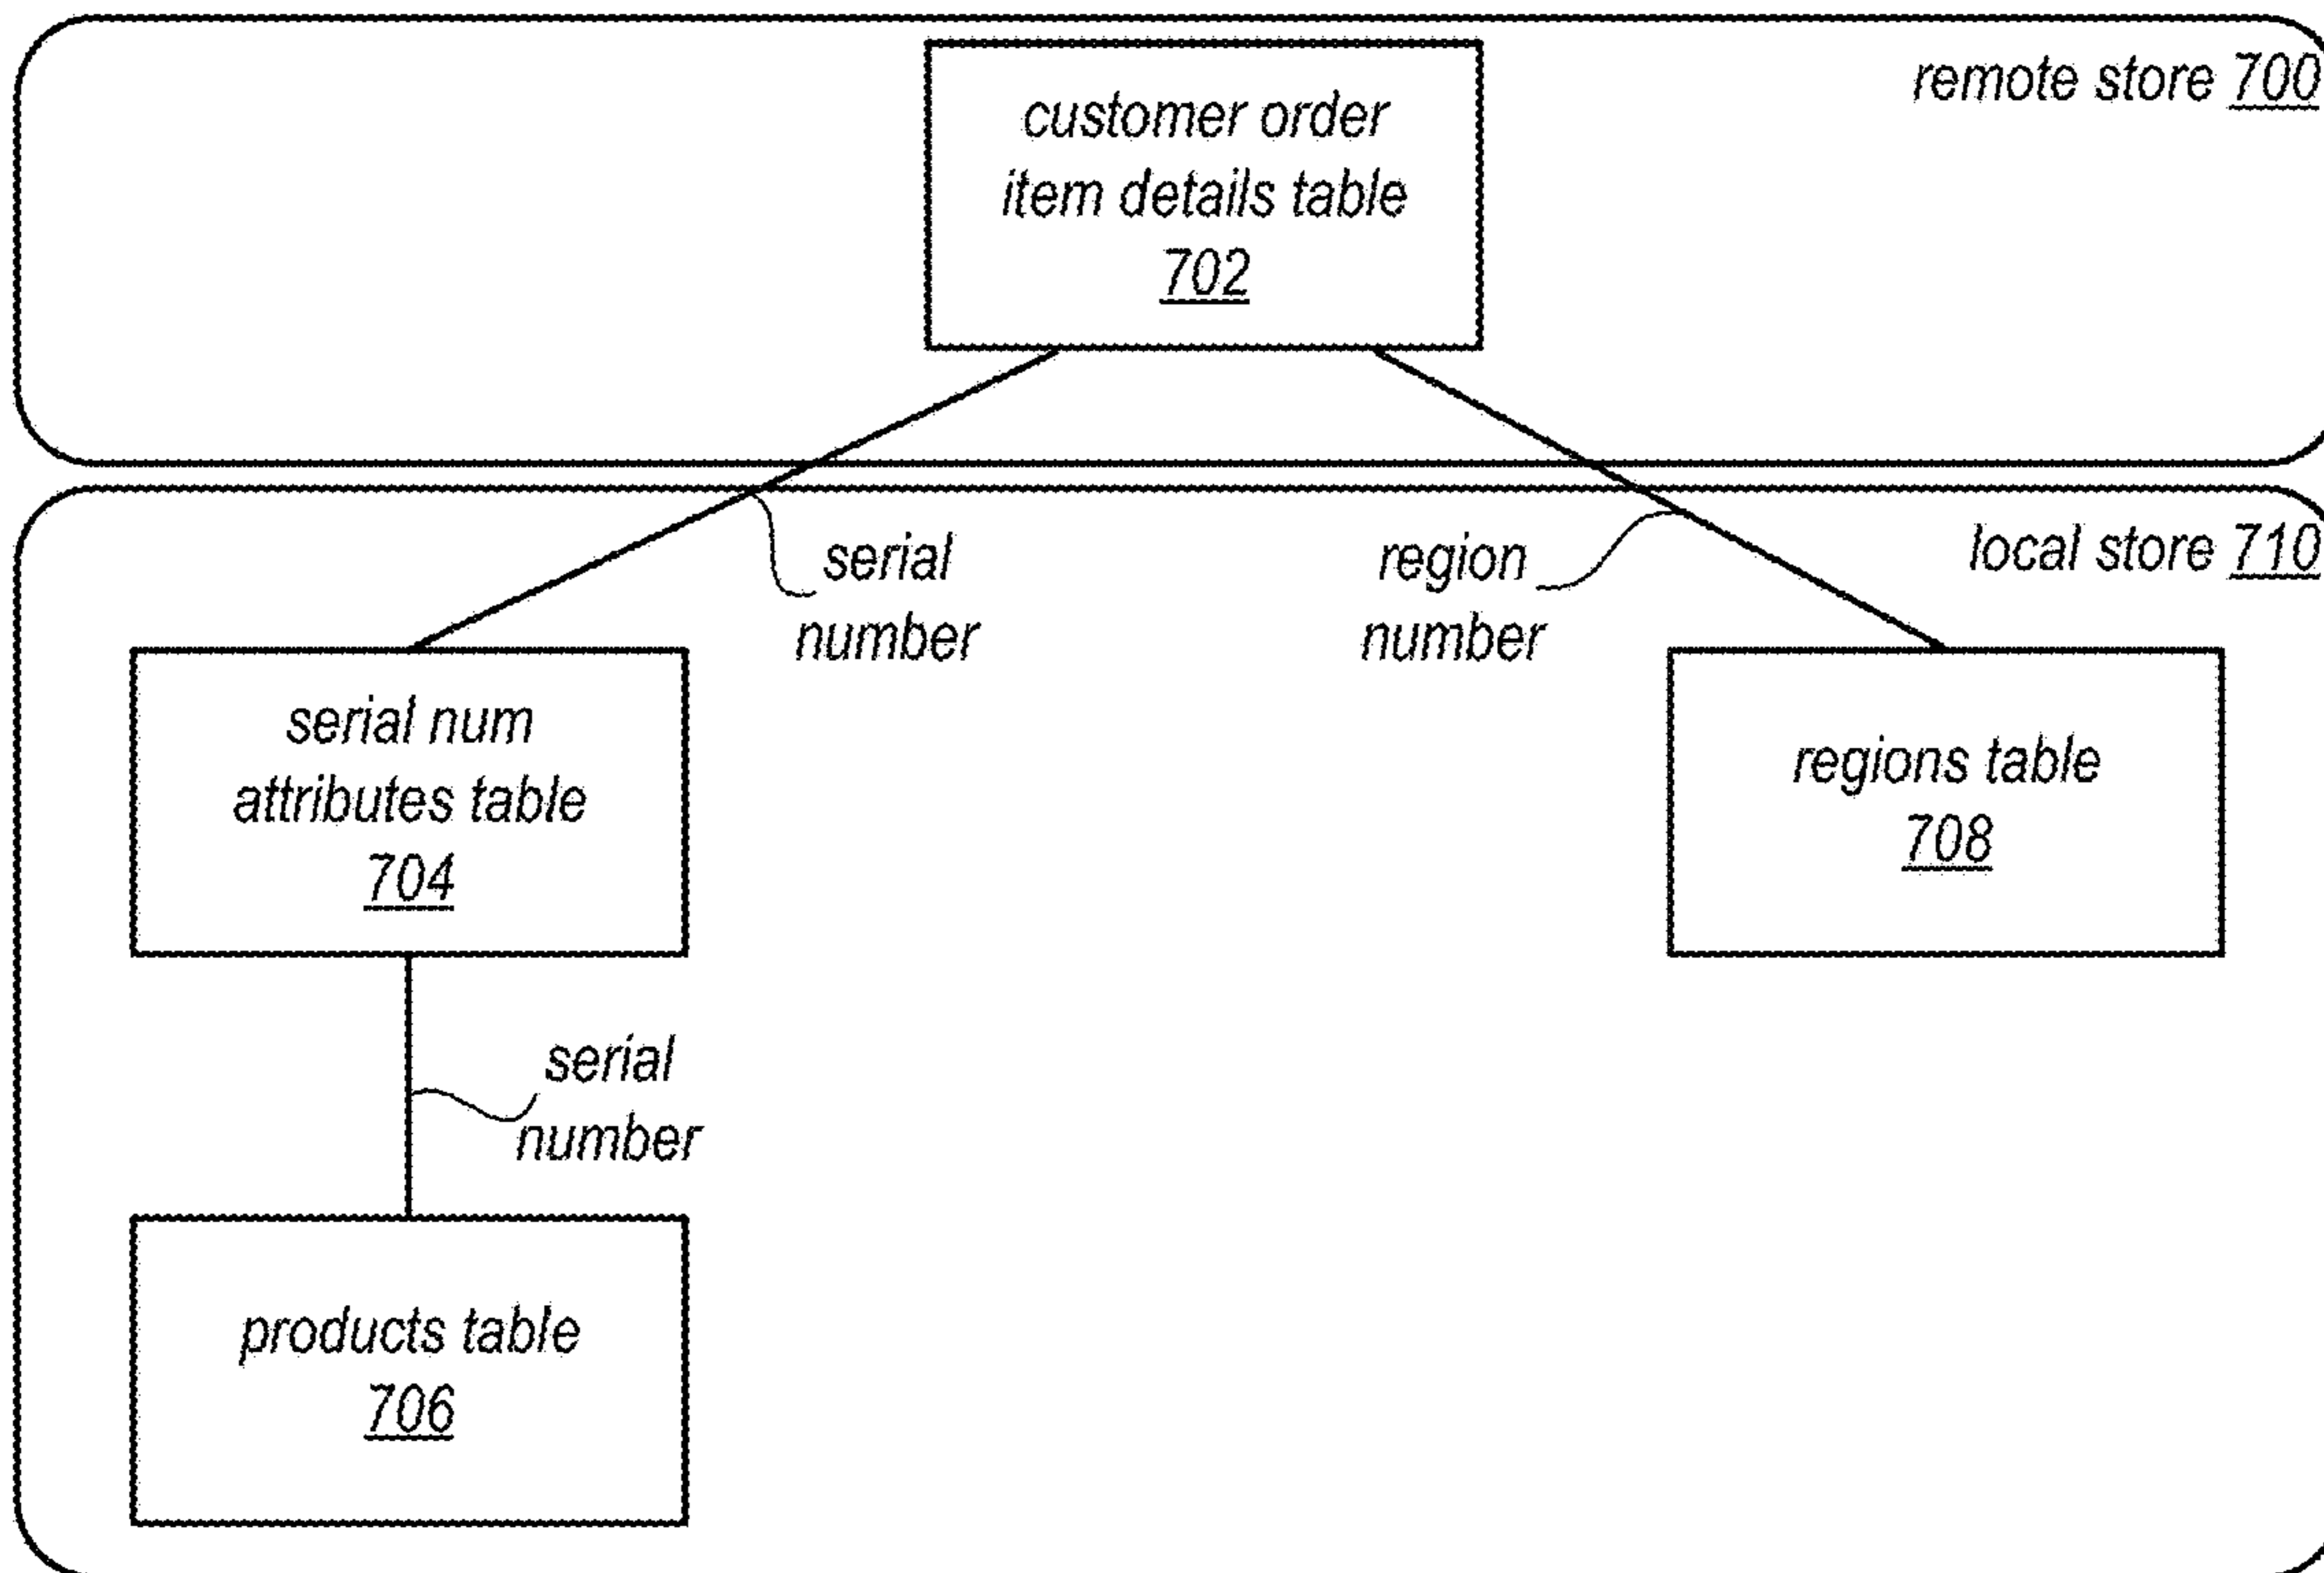 remote store 700
customer order
item details table
702
local store 710
serial
number
region
number
serial num
attributes table
704
regions table
708
serial
number
products table
706